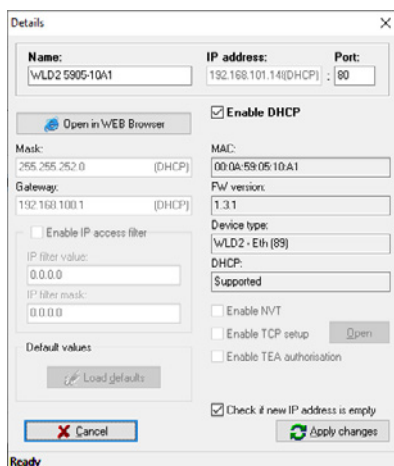 Details
Name:
IP address:
Port:
WLD2 5905-10A1
192.168.101.14!(DHCP) : 80
Open in WEB Browser
Enable DHCP
Mask:
255.255.252.0 (DHCP)
MAC:
00:0A:59:05:10:A1
Gateway:
192.168.100.1 (DHCP)
FW version:
1.3.1
Enable IP access filter
Device type:
WLD2 - Eth (89)
IP filter value:
0.0.0.0
DHCP:
Supported
IP filter mask:
0.0.0.0
Enable NVT
Enable TCP setup
Open
Enable TEA authorisation
Default values
Load defaults
Check if new IP address is empty
Cancel
Apply changes
Ready